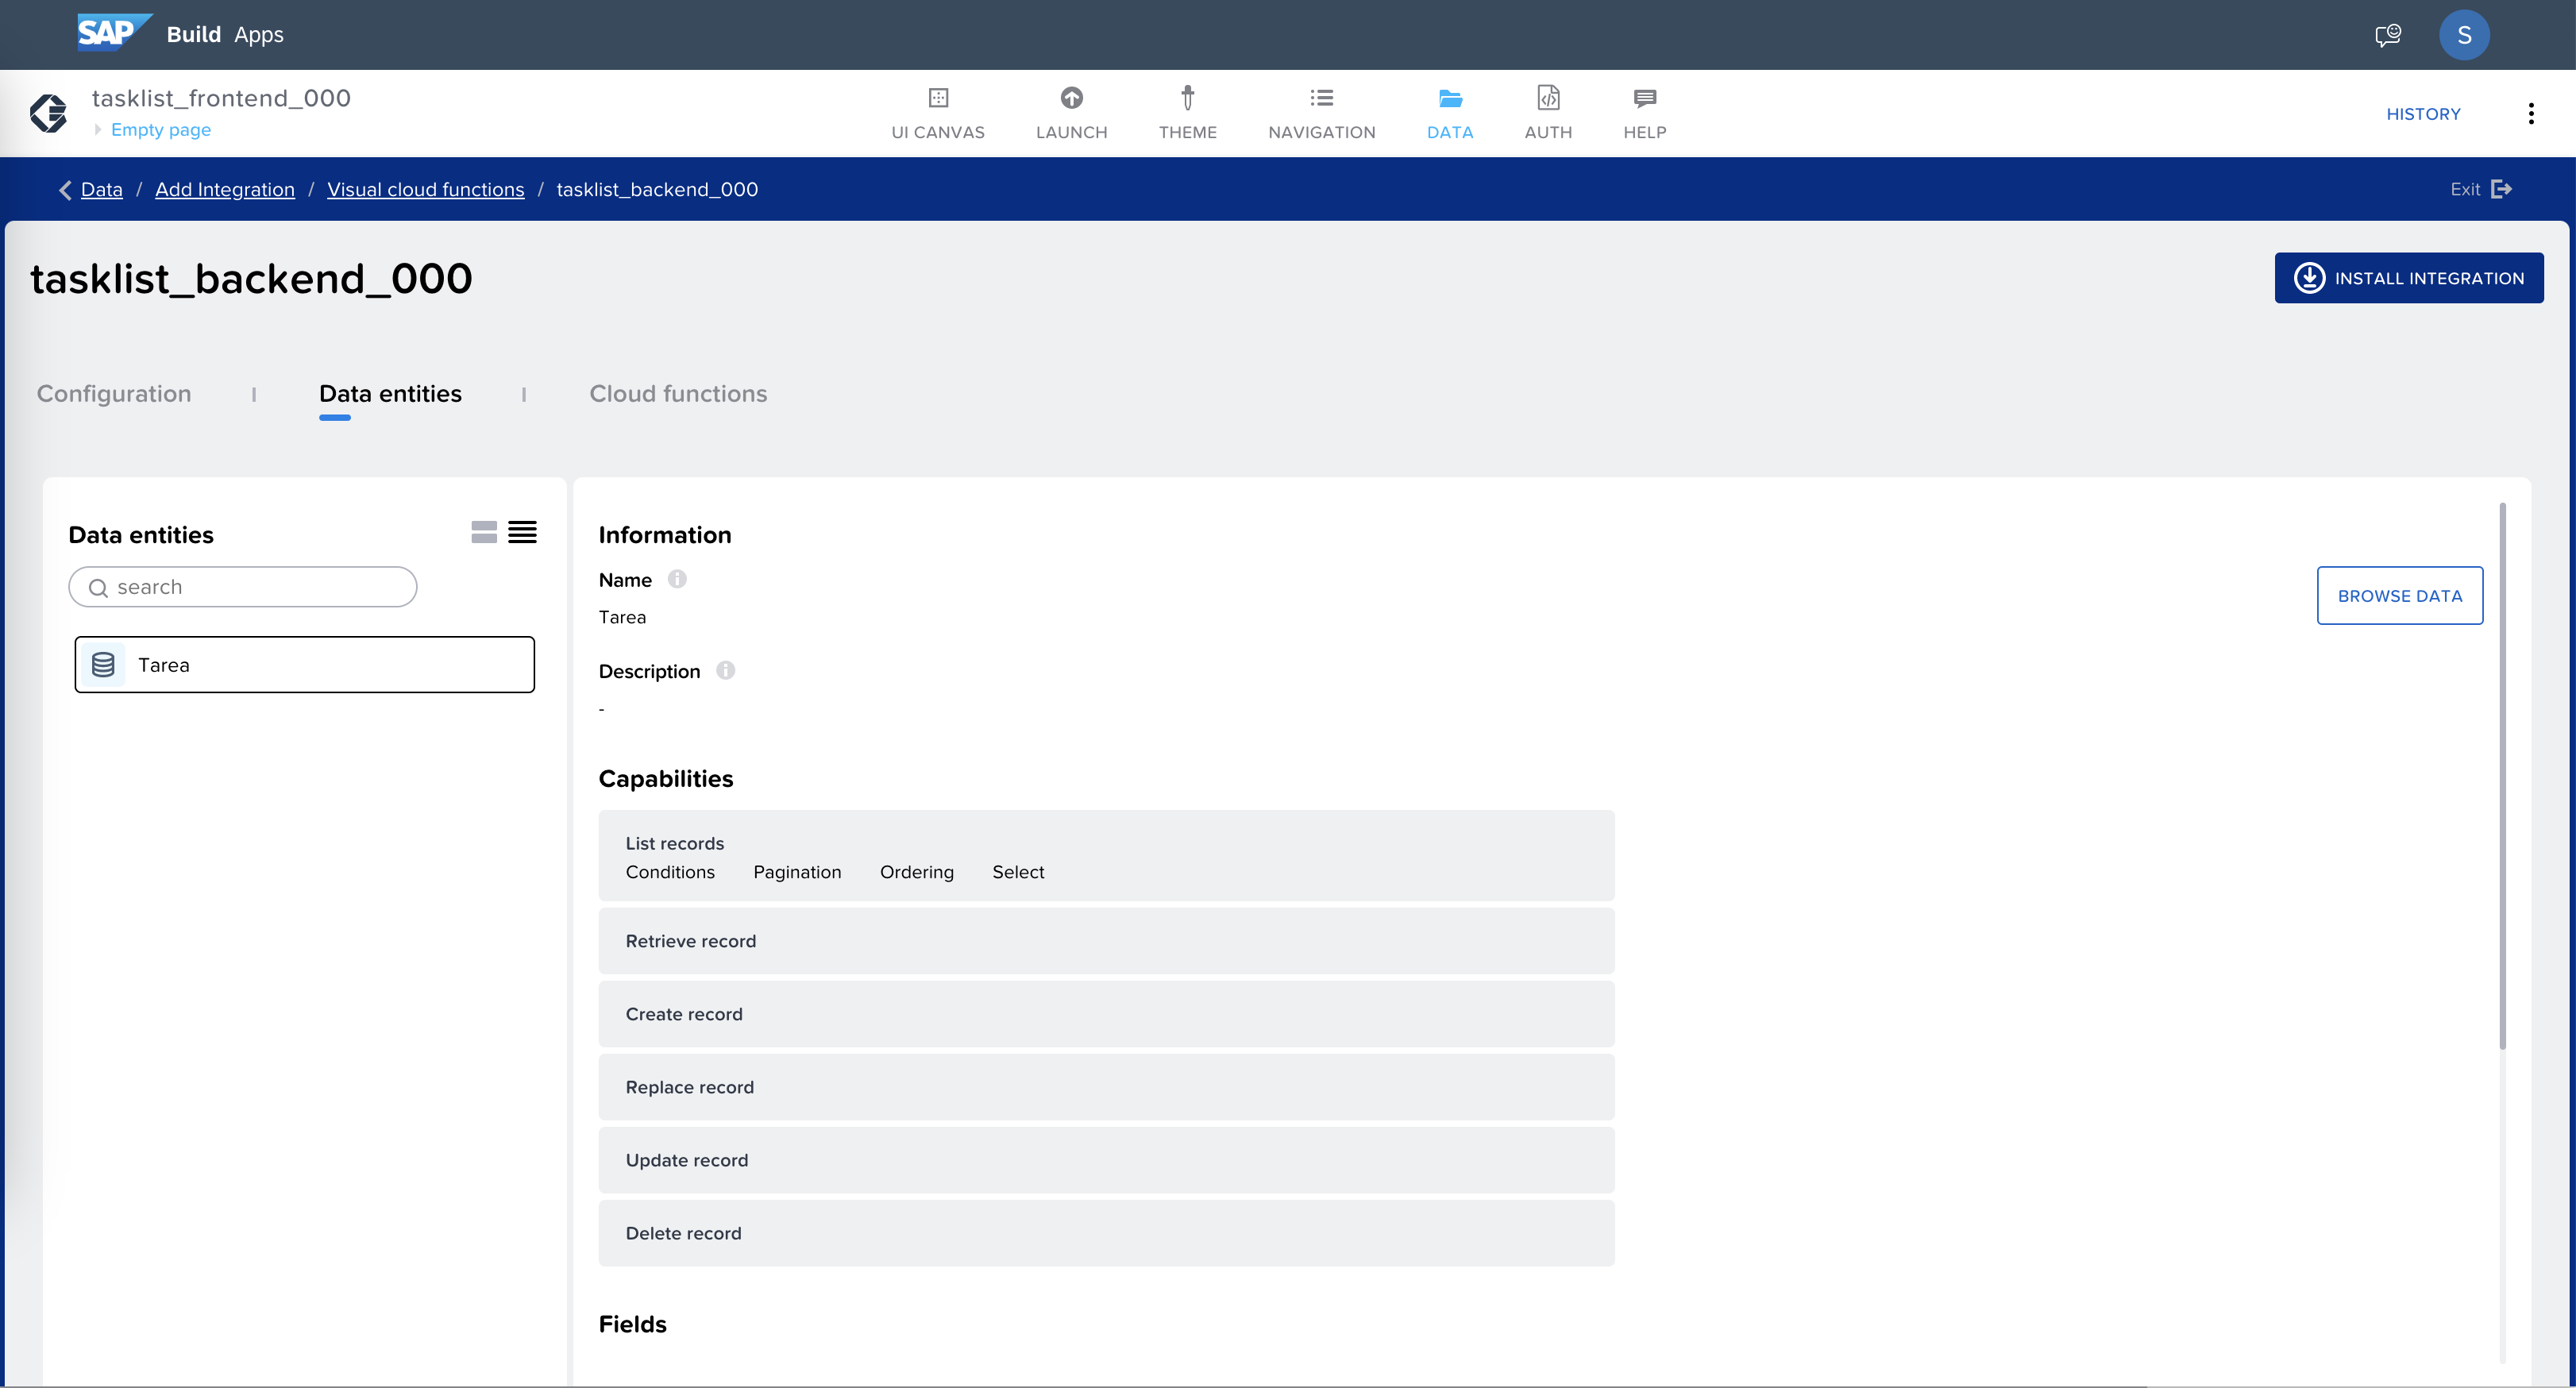 SAP Build Apps
S
tasklist_frontend_000
Empty page
UI CANVAS
LAUNCH
THEME
NAVIGATION
DATA
AUTH
HELP
HISTORY
Data / Add Integration / Visual cloud functions / tasklist_backend_000
Exit
tasklist_backend_000
INSTALL INTEGRATION
Configuration
Data entities
Cloud functions
Data entities
search
Tarea
Information
Name
Tarea
BROWSE DATA
Description
-
Capabilities
List records
Conditions Pagination Ordering Select
Retrieve record
Create record
Replace record
Update record
Delete record
Fields